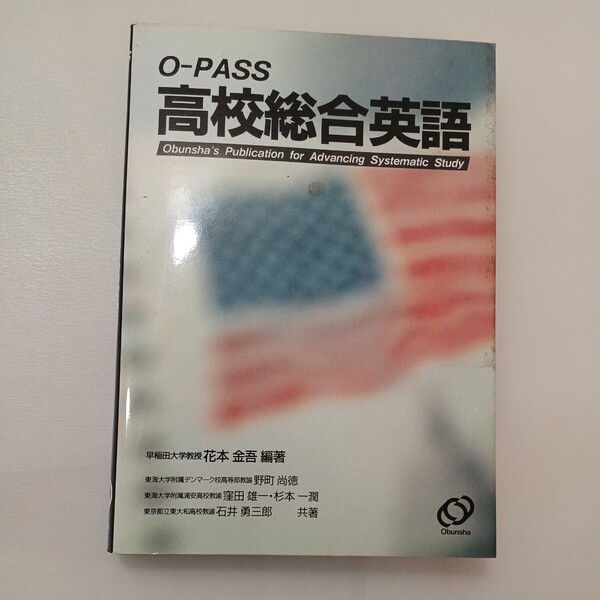 O-PASS
高校総合英語
Obunsha's Publication for Advancing Systematic Study
早稲田大学教授 花本 金吾 編著
東海大学附属デンマーク校高等部教諭 野町 尚徳
東海大学附属浦安高校教諭 窪田 雄一・杉本 一潤
東京都立東大和高校教諭 石井 勇三郎 共著
Obunsha